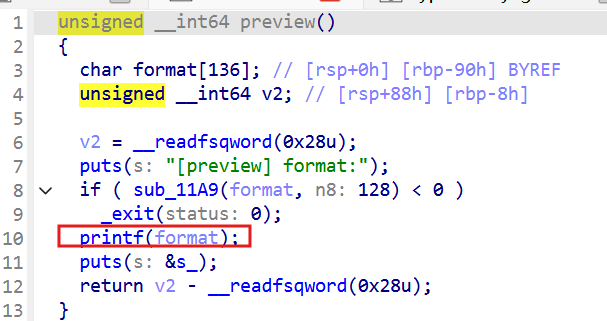 1 unsigned __int64 preview()
2 {
3 char format[136]; // [rsp+0h] [rbp-90h] BYREF
4 unsigned __int64 v2; // [rsp+88h] [rbp-8h]
5
6 v2 = __readfsqword(0x28u);
7 puts(s: "[preview] format:");
8 if ( sub_11A9(format, n8: 128) < 0 )
9 _exit(status: 0);
10 printf(format);
11 puts(s: &s_);
12 return v2 - __readfsqword(0x28u);
13 }